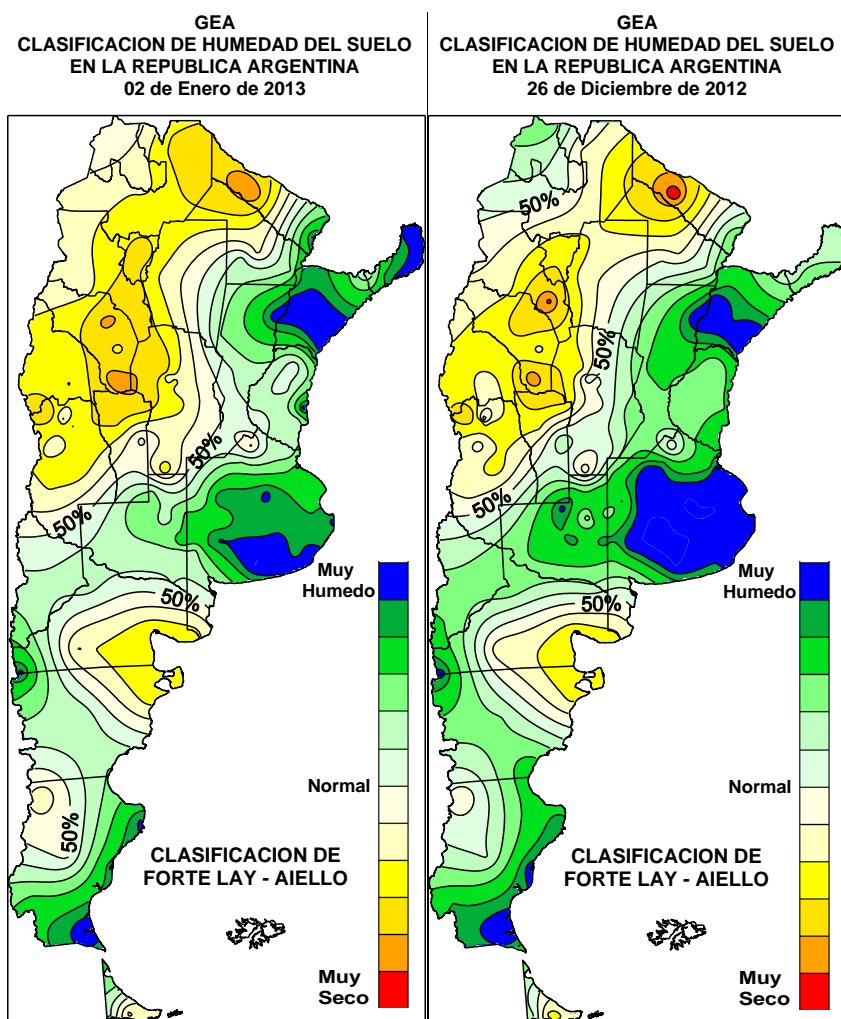 GEA
CLASIFICACION DE HUMEDAD DEL SUELO
EN LA REPUBLICA ARGENTINA
02 de Enero de 2013
50%
50%
50%
50%
Muy
Humedo
Normal
CLASIFICACION DE
FORTE LAY - AIELLO
Muy
Seco
GEA
CLASIFICACION DE HUMEDAD DEL SUELO
EN LA REPUBLICA ARGENTINA
26 de Diciembre de 2012
50%
50%
50%
50%
Muy
Humedo
Normal
CLASIFICACION DE
FORTE LAY - AIELLO
Muy
Seco